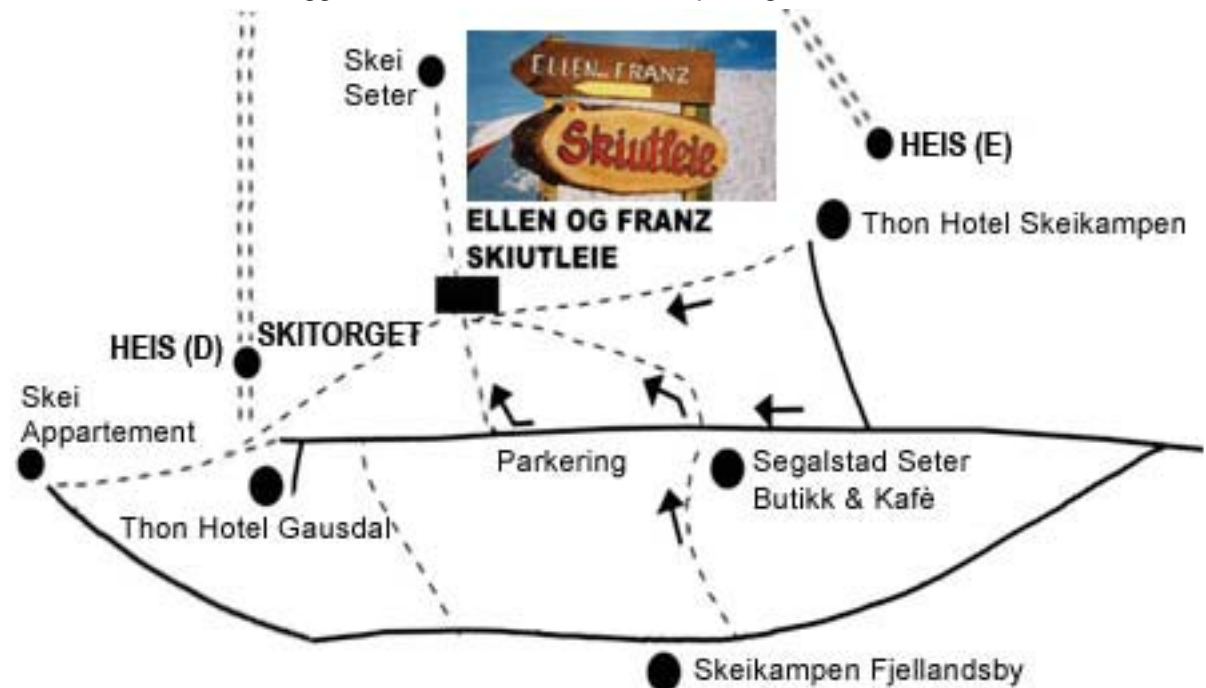 Skei
Seter
ELLEN og FRANZ
Skiutleie
HEIS (E)
ELLEN OG FRANZ
SKIUTLEIE
Thon Hotel Skeikampen
HEIS (D)
SKITORGET
Skei
Appartement
Parkering
Segalstad Seter
Butikk & Kafè
Thon Hotel Gausdal
Skeikampen Fjellandsby